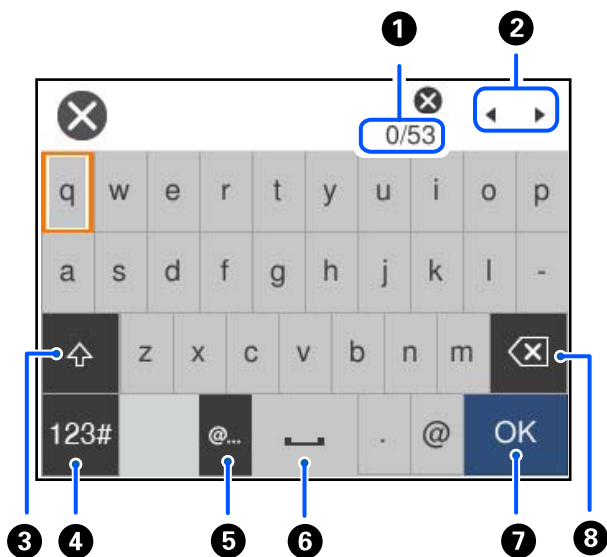 1 2
0/53
q w e r t y u i o p
a s d f g h j k l -
z x c v b n m
123# @... . @ OK
3 4 5 6 7 8